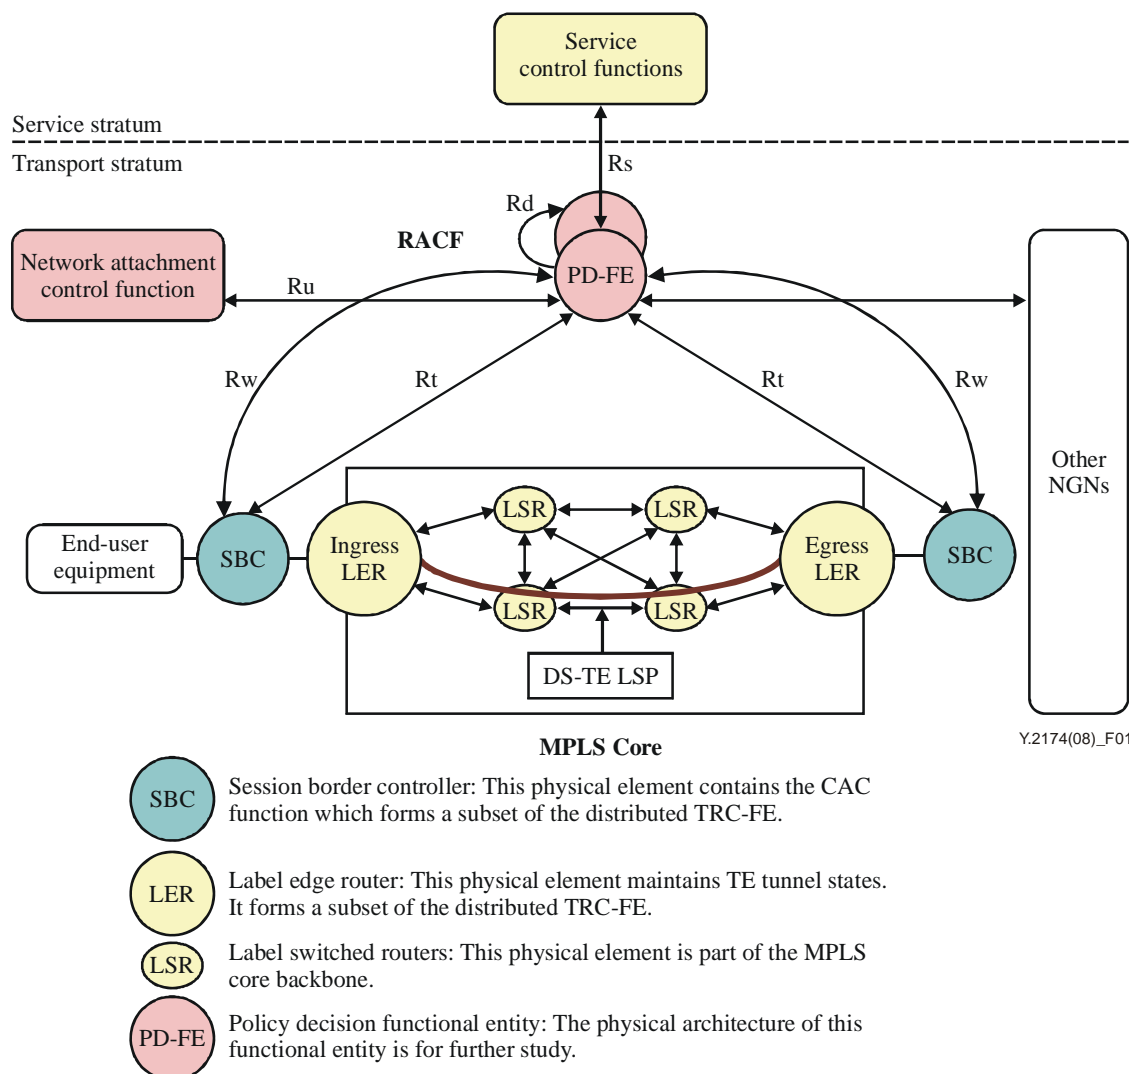 Service
control functions
Service stratum
Transport stratum
Rs
Rd
RACF
Network attachment
control function
PD-FE
Ru
Rw
Rt
Rt
Rw
Other
NGNs
LSR
LSR
End-user
equipment
SBC
Ingress
LER
Egress
LER
SBC
LSR
LSR
DS-TE LSP
MPLS Core
Y.2174(08)_F01
SBC
Session border controller: This physical element contains the CAC
function which forms a subset of the distributed TRC-FE.
LER
Label edge router: This physical element maintains TE tunnel states.
It forms a subset of the distributed TRC-FE.
LSR
Label switched routers: This physical element is part of the MPLS
core backbone.
PD-FE
Policy decision functional entity: The physical architecture of this
functional entity is for further study.